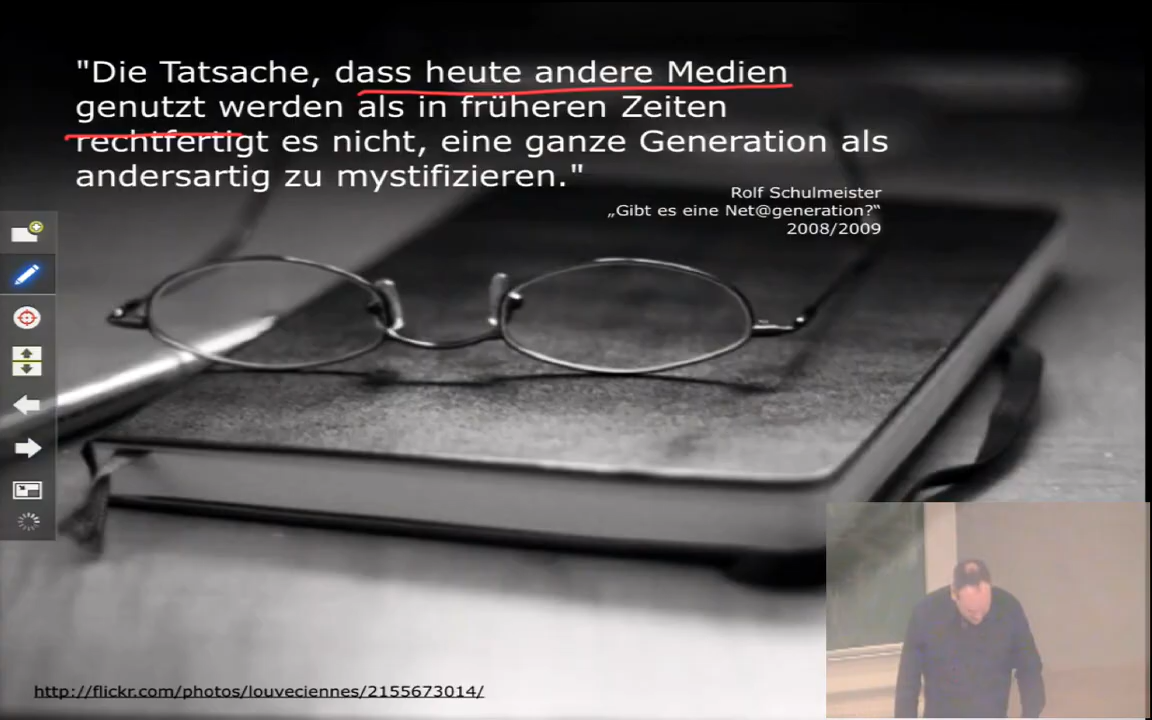 "Die Tatsache, dass heute andere Medien
genutzt werden als in früheren Zeiten
rechtfertigt es nicht, eine ganze Generation als
andersartig zu mystifizieren."
Rolf Schulmeister
„Gibt es eine Net@generation?“
2008/2009
http://flickr.com/photos/louveciennes/2155673014/